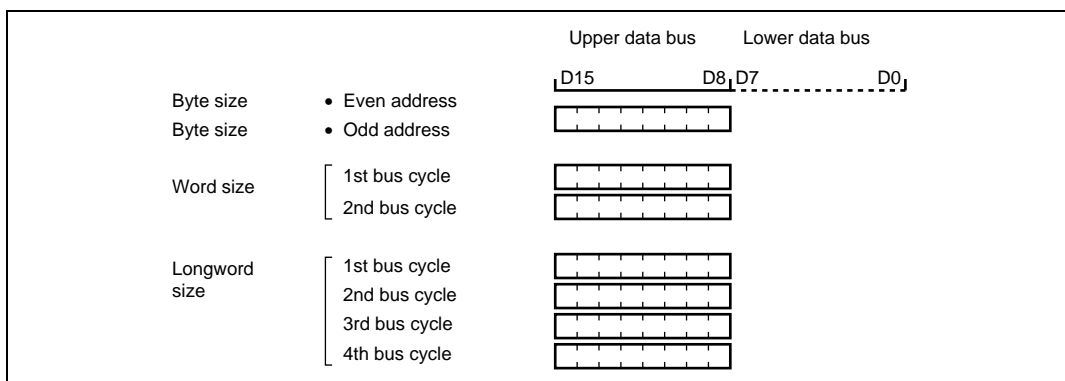 Upper data bus Lower data bus
D15 D8 D7 D0
Byte size • Even address
Byte size • Odd address
Word size 1st bus cycle
2nd bus cycle
Longword size 1st bus cycle
2nd bus cycle
3rd bus cycle
4th bus cycle